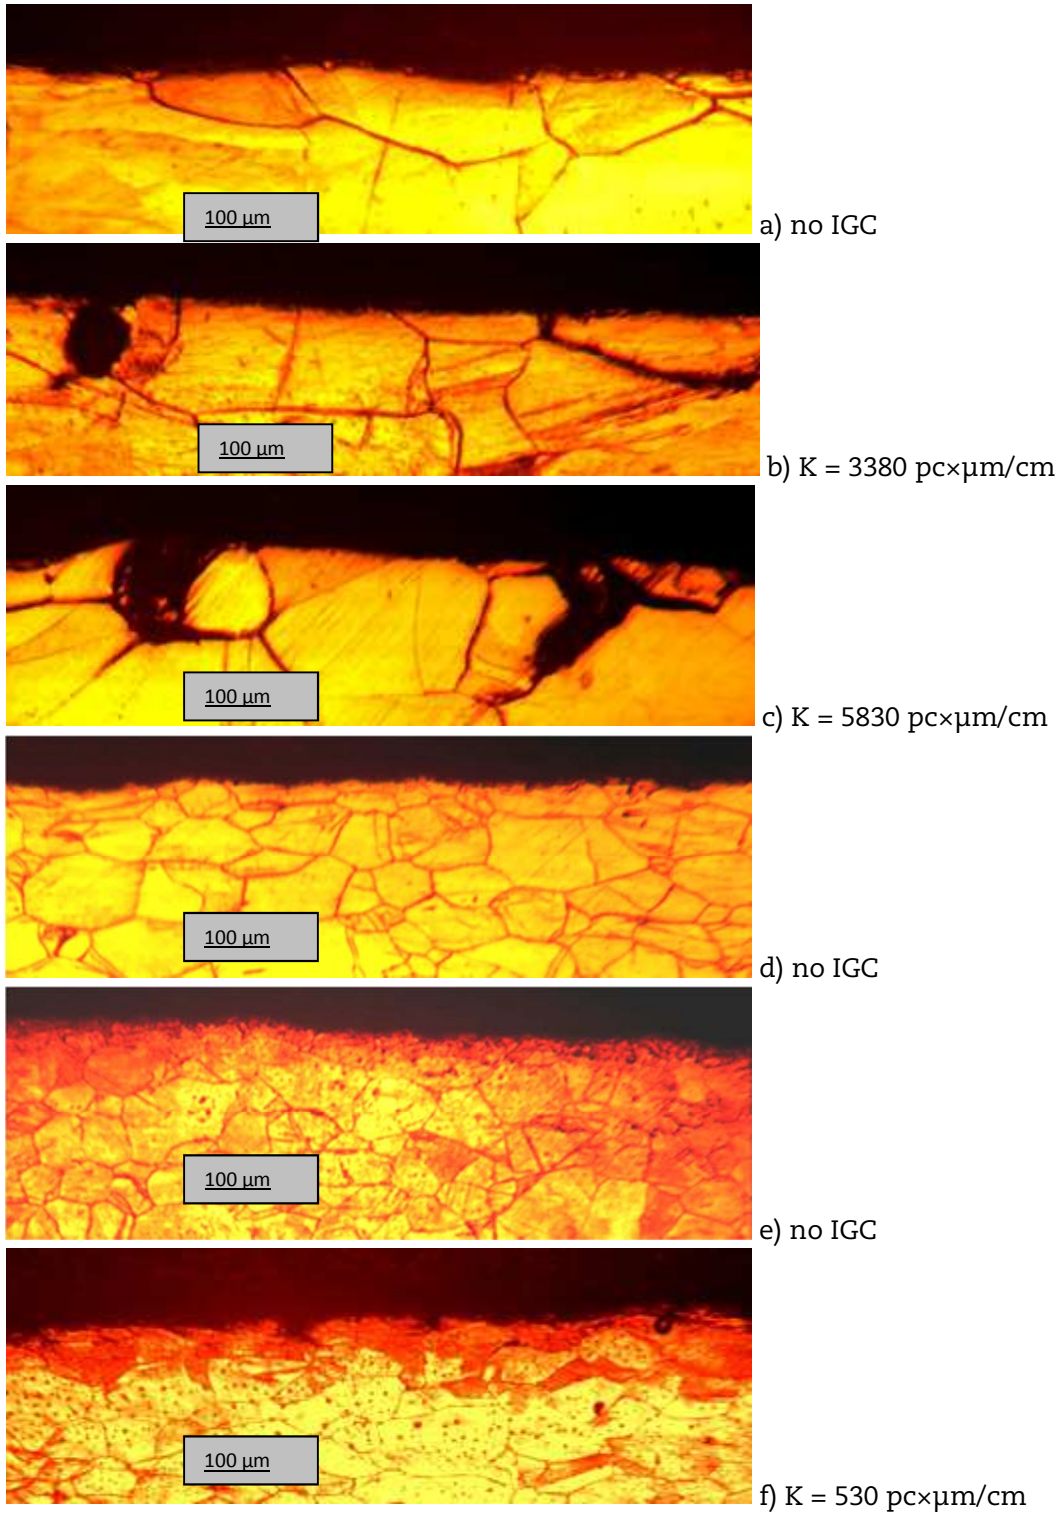 100 µm
a) no IGC
100 µm
b) K = 3380 pc×µm/cm
100 µm
c) K = 5830 pc×µm/cm
100 µm
d) no IGC
100 µm
e) no IGC
100 µm
f) K = 530 pc×µm/cm